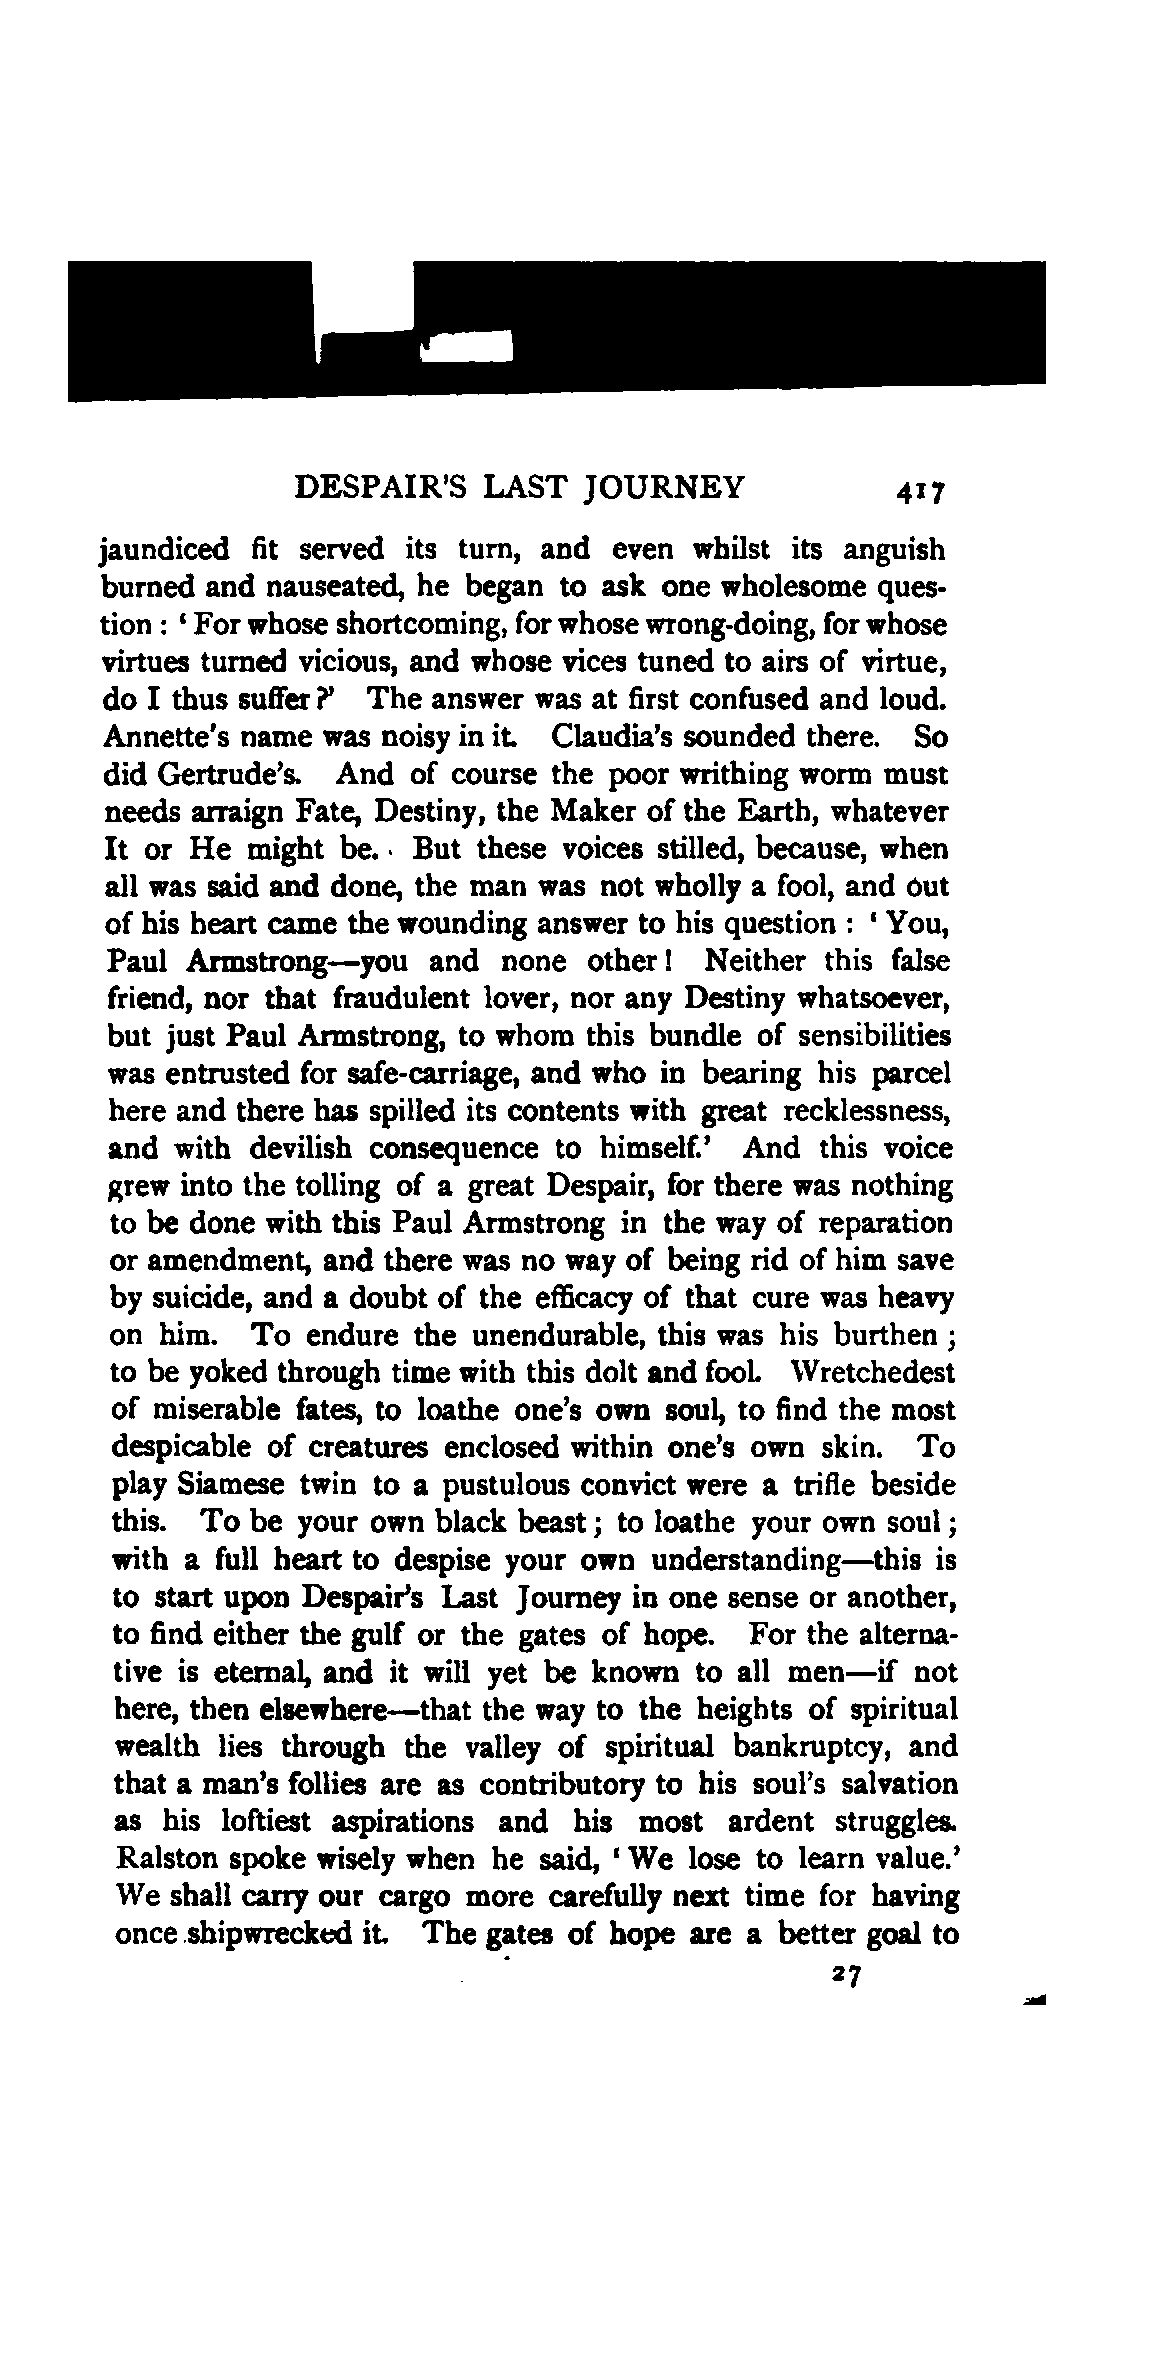 DESPAIR'S LAST JOURNEY 417
jaundiced fit served its turn, and even whilst its anguish
burned and nauseated, he began to ask one wholesome ques-
tion : ‘ For whose shortcoming, for whose wrong-doing, for whose
virtues turned vicious, and whose vices tuned to airs of virtue,
do I thus suffer ?’ The answer was at first confused and loud.
Annette's name was noisy in it. Claudia's sounded there. So
did Gertrude's. And of course the poor writhing worm must
needs arraign Fate, Destiny, the Maker of the Earth, whatever
It or He might be. But these voices stilled, because, when
all was said and done, the man was not wholly a fool, and out
of his heart came the wounding answer to his question : ‘ You,
Paul Armstrong—you and none other ! Neither this false
friend, nor that fraudulent lover, nor any Destiny whatsoever,
but just Paul Armstrong, to whom this bundle of sensibilities
was entrusted for safe-carriage, and who in bearing his parcel
here and there has spilled its contents with great recklessness,
and with devilish consequence to himself.’ And this voice
grew into the tolling of a great Despair, for there was nothing
to be done with this Paul Armstrong in the way of reparation
or amendment, and there was no way of being rid of him save
by suicide, and a doubt of the efficacy of that cure was heavy
on him. To endure the unendurable, this was his burthen ;
to be yoked through time with this dolt and fool. Wretchedest
of miserable fates, to loathe one's own soul, to find the most
despicable of creatures enclosed within one's own skin. To
play Siamese twin to a pustulous convict were a trifle beside
this. To be your own black beast ; to loathe your own soul ;
with a full heart to despise your own understanding—this is
to start upon Despair's Last Journey in one sense or another,
to find either the gulf or the gates of hope. For the alterna-
tive is eternal, and it will yet be known to all men—if not
here, then elsewhere—that the way to the heights of spiritual
wealth lies through the valley of spiritual bankruptcy, and
that a man's follies are as contributory to his soul's salvation
as his loftiest aspirations and his most ardent struggles.
Ralston spoke wisely when he said, ‘ We lose to learn value.’
We shall carry our cargo more carefully next time for having
once shipwrecked it. The gates of hope are a better goal to
27